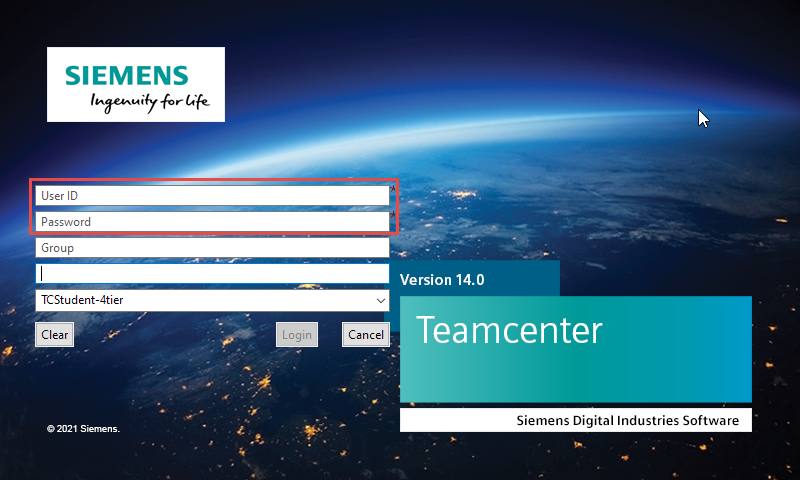 SIEMENS
Ingenuity for life
User ID
*
Password
*
Group
TCStudent-4tier
Clear
Login
Cancel
Version 14.0
Teamcenter
Siemens Digital Industries Software
© 2021 Siemens.